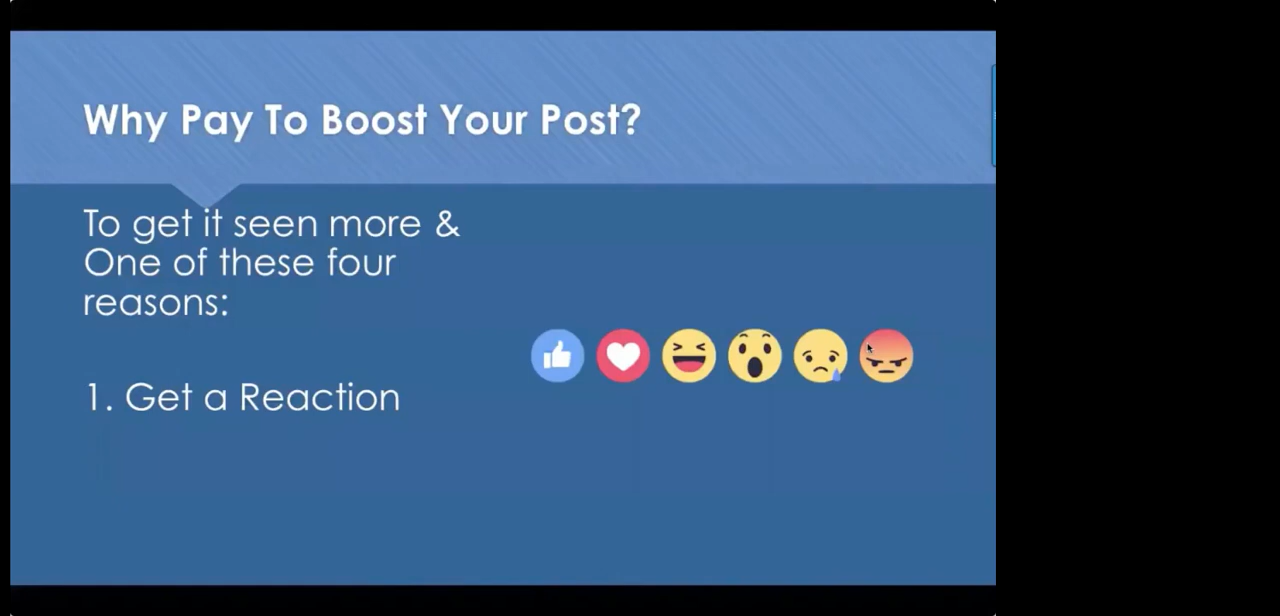 Why Pay To Boost Your Post?
To get it seen more &
One of these four
reasons:
1. Get a Reaction